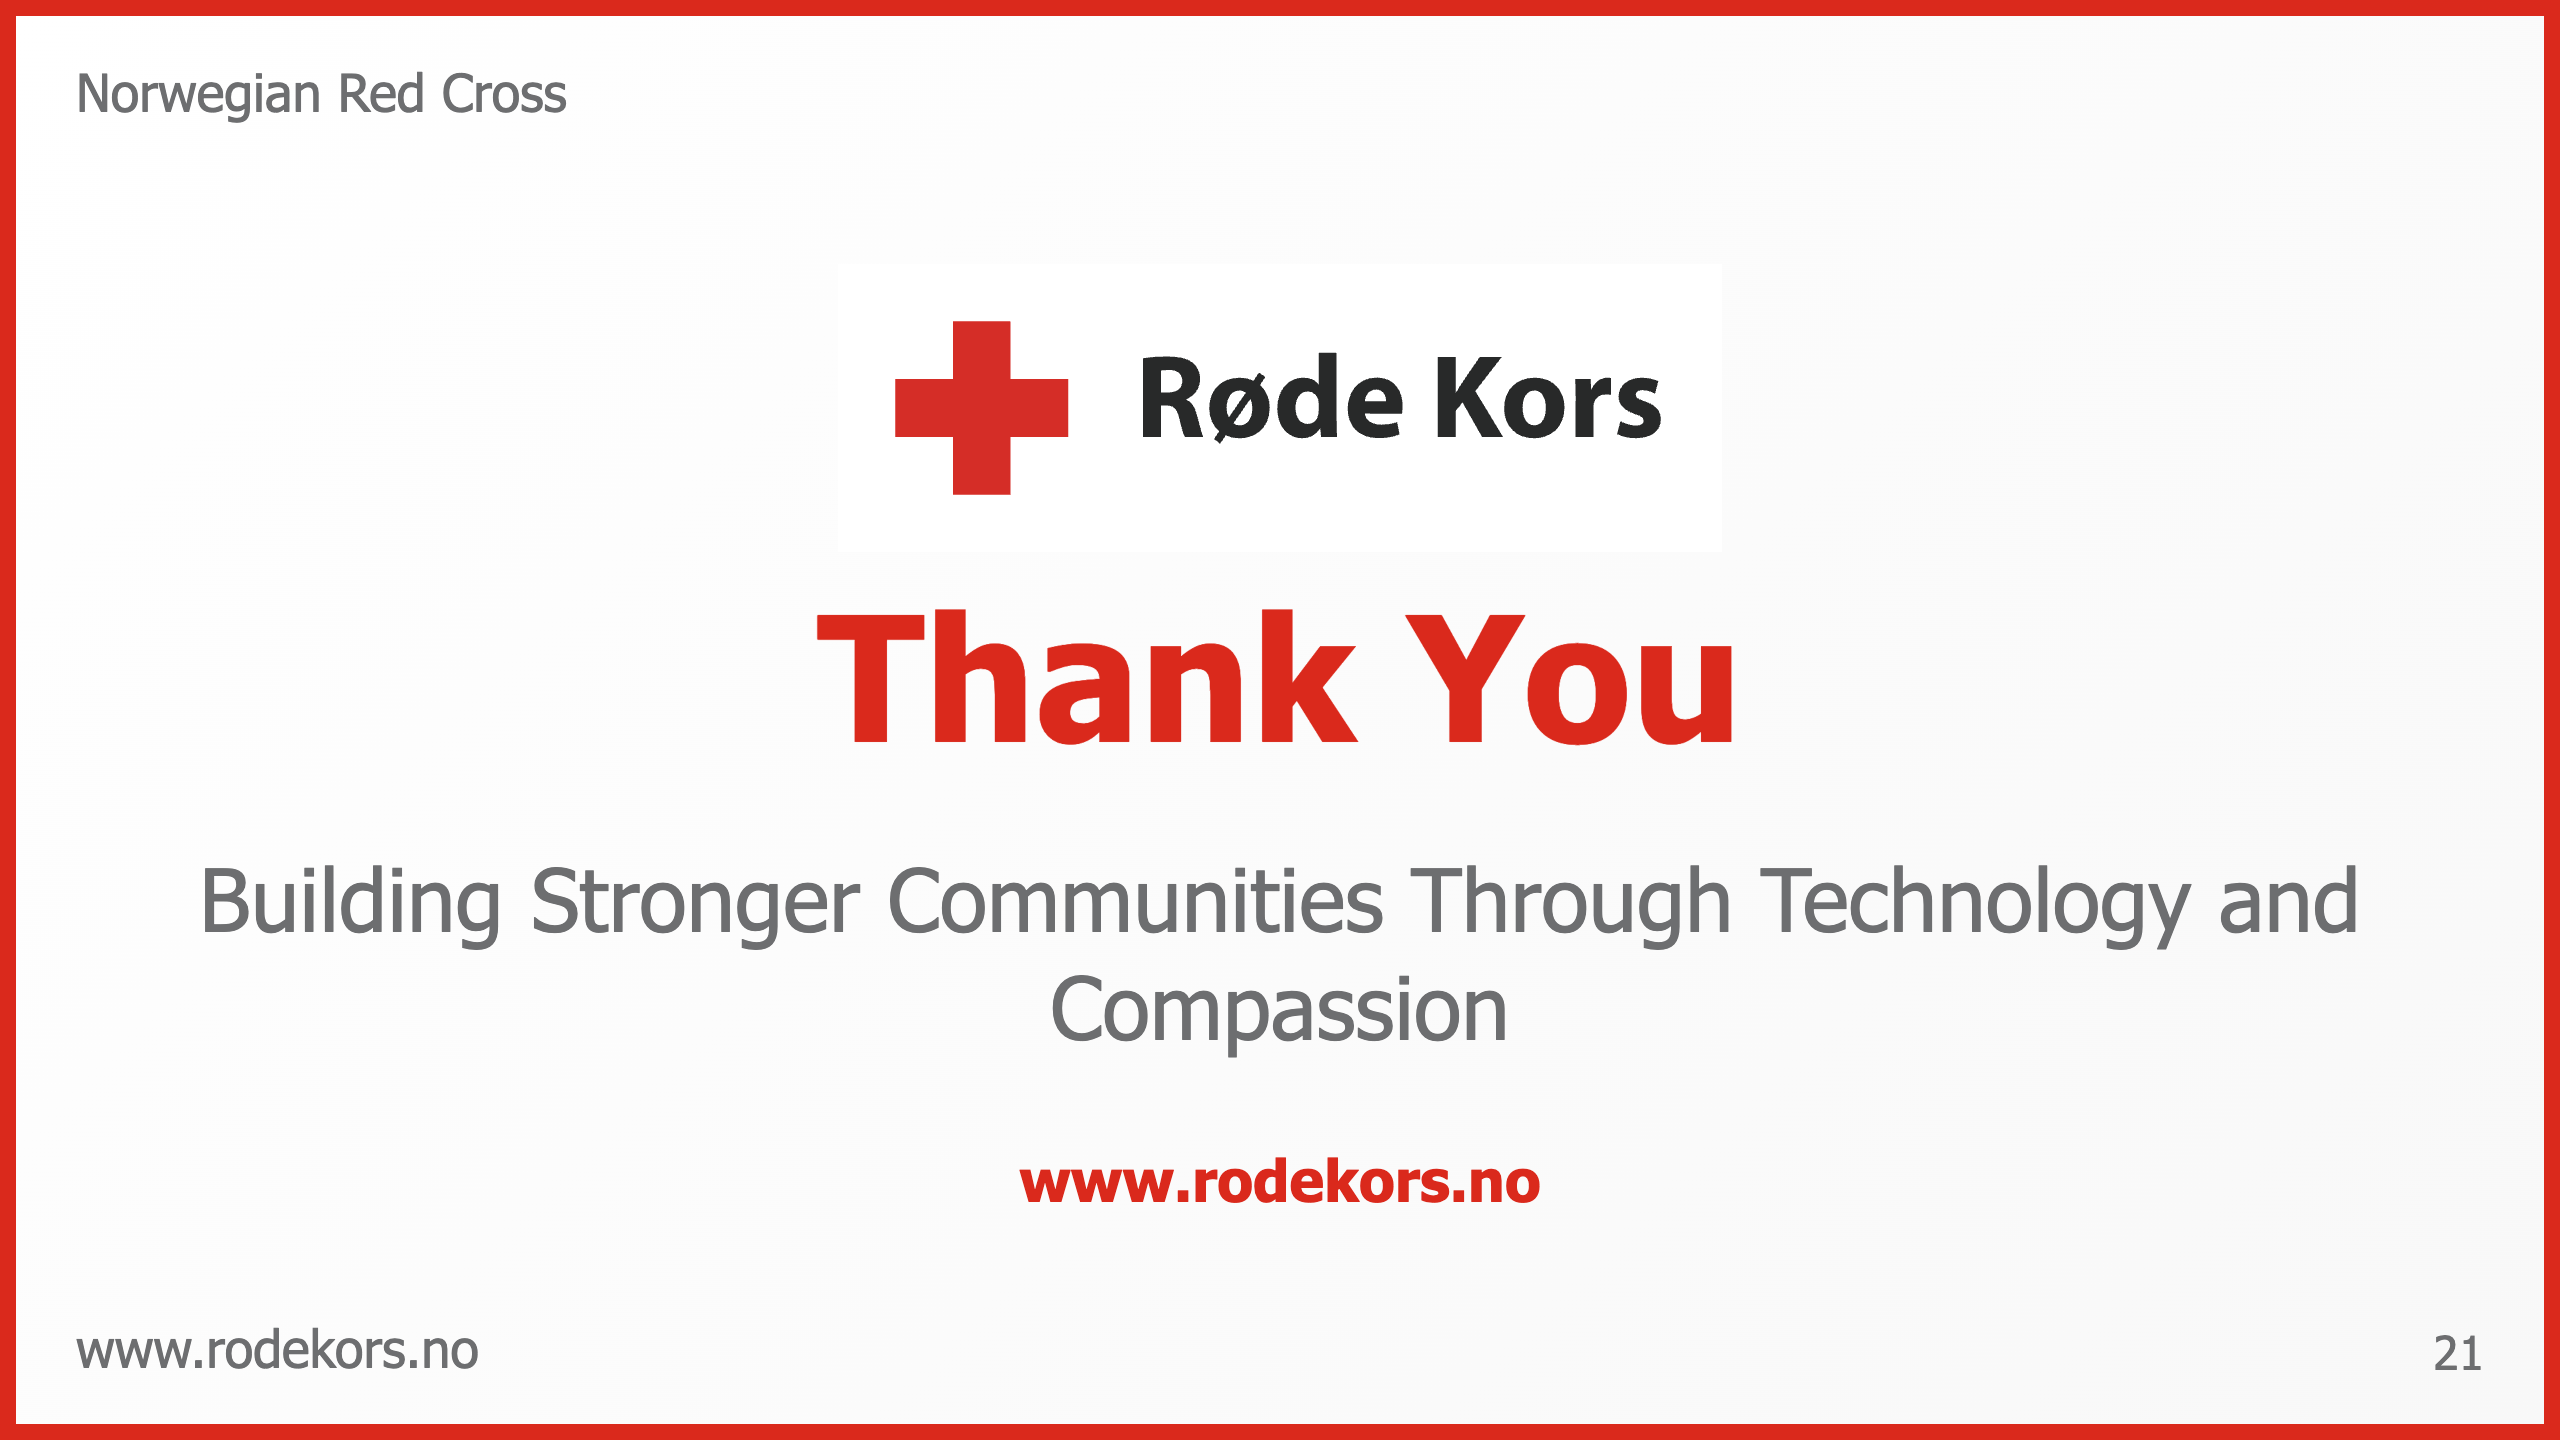 Norwegian Red Cross
Røde Kors
Thank You
Building Stronger Communities Through Technology and
Compassion
www.rodekors.no
www.rodekors.no
21